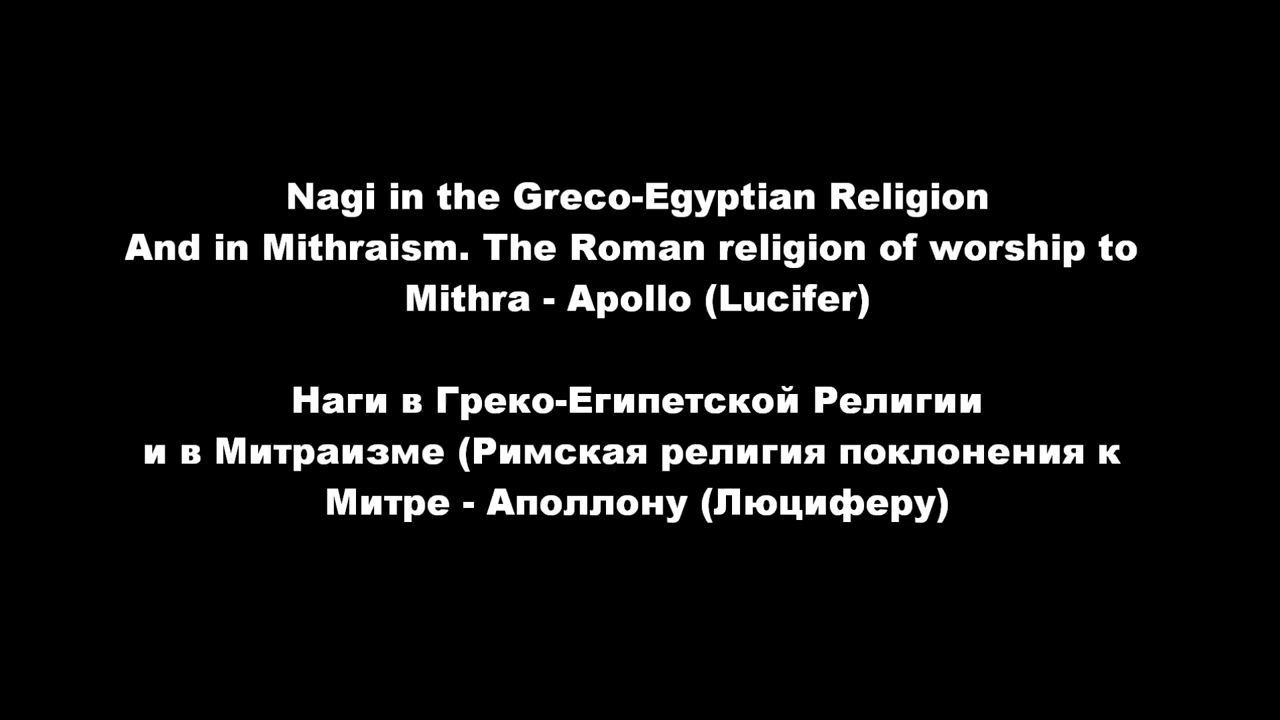 Nagi in the Greco-Egyptian Religion
And in Mithraism. The Roman religion of worship to
Mithra - Apollo (Lucifer)
Наги в Греко-Египетской Религии
и в Митраизме (Римская религия поклонения к
Митре - Аполлону (Люциферу)